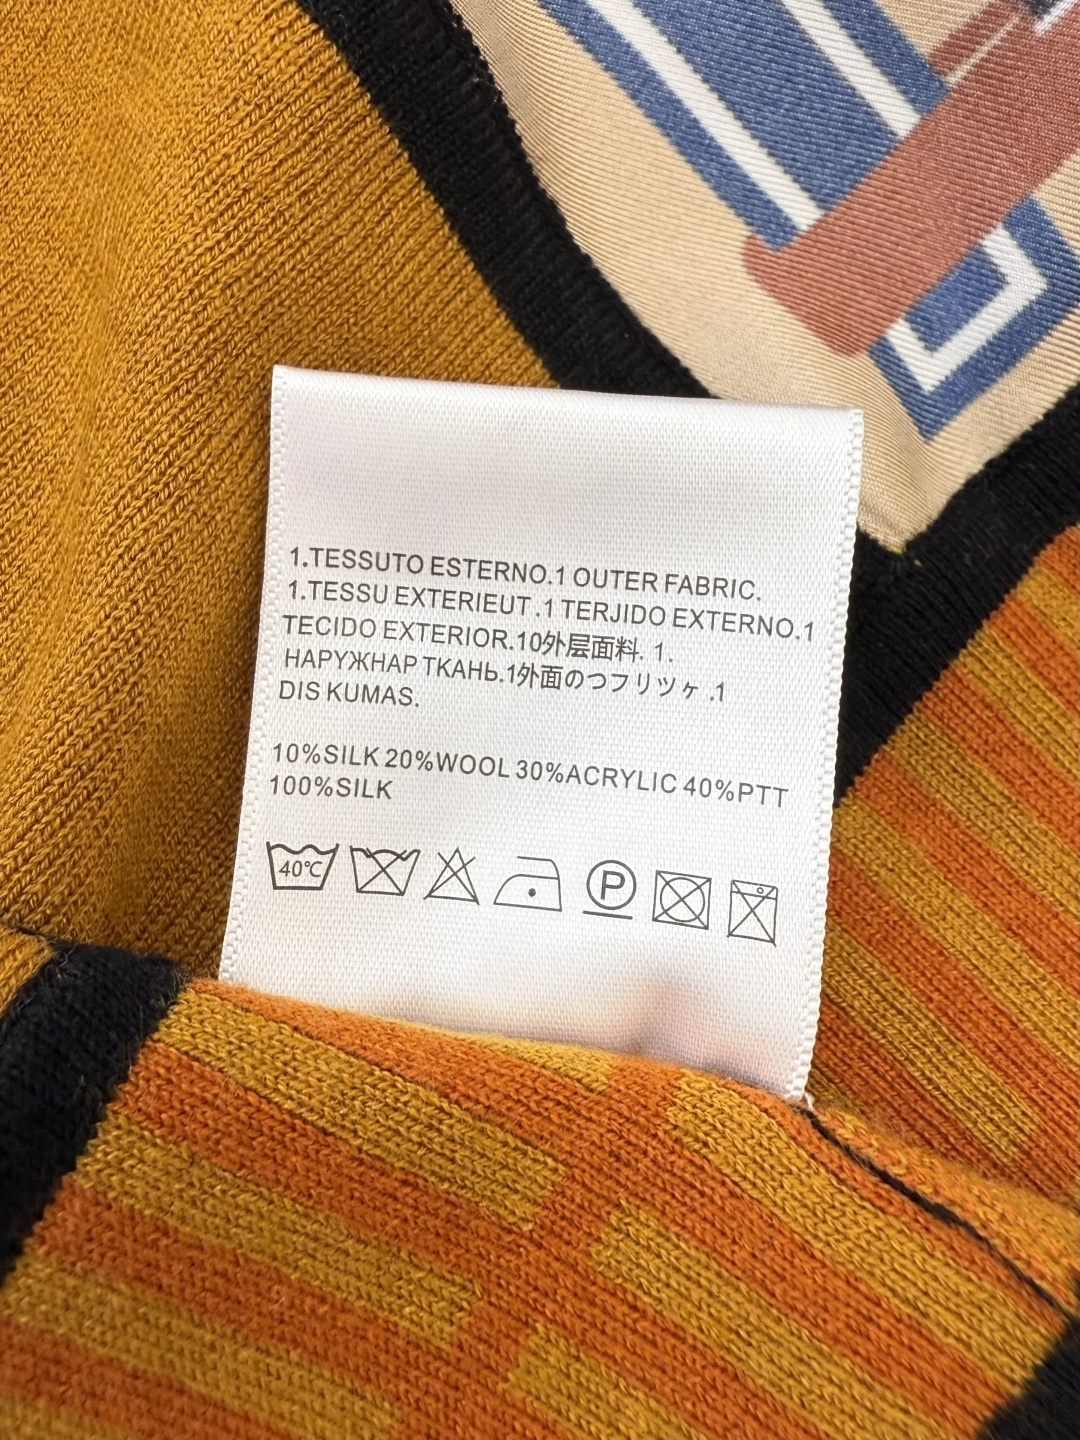 1.TESSUTO ESTERNO.1 OUTER FABRIC.
1.TESSU EXTERIEUT .1 TERJIDO EXTERNO.1
TECIDO EXTERIOR.10外层面料. 1.
НАРУЖНАР ТКАНЬ.1外面のつフリツヶ .1
DIS KUMAS.
10%SILK 20%WOOL 30%ACRYLIC 40%PTT
100%SILK
40℃ P